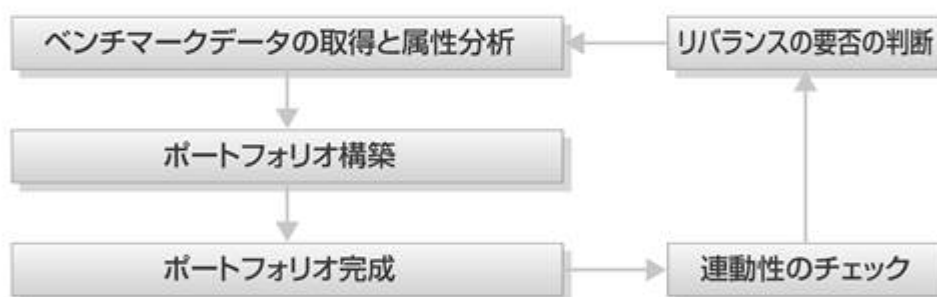 ベンチマークデータの取得と属性分析
リバランスの要否の判断
ポートフォリオ構築
ポートフォリオ完成
連動性のチェック